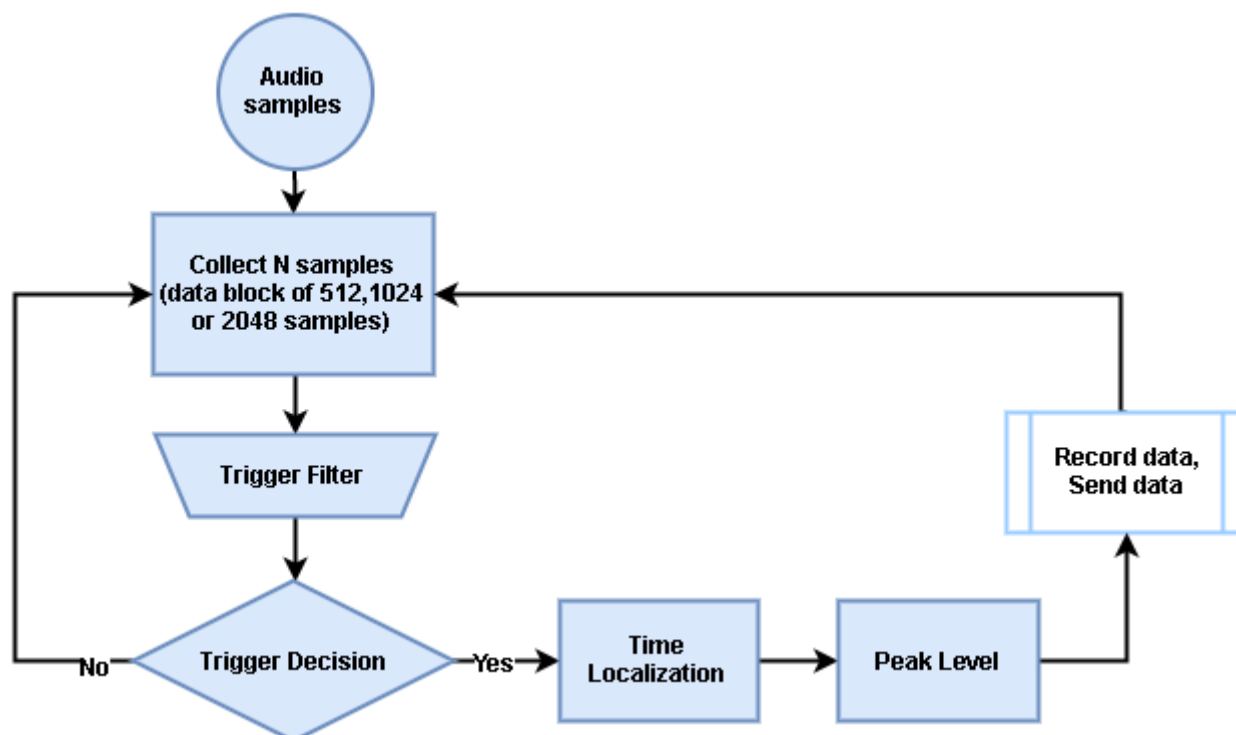 Audio
samples
Collect N samples
(data block of 512,1024
or 2048 samples)
Trigger Filter
Record data,
Send data
Trigger Decision
No
Yes
Time
Localization
Peak Level